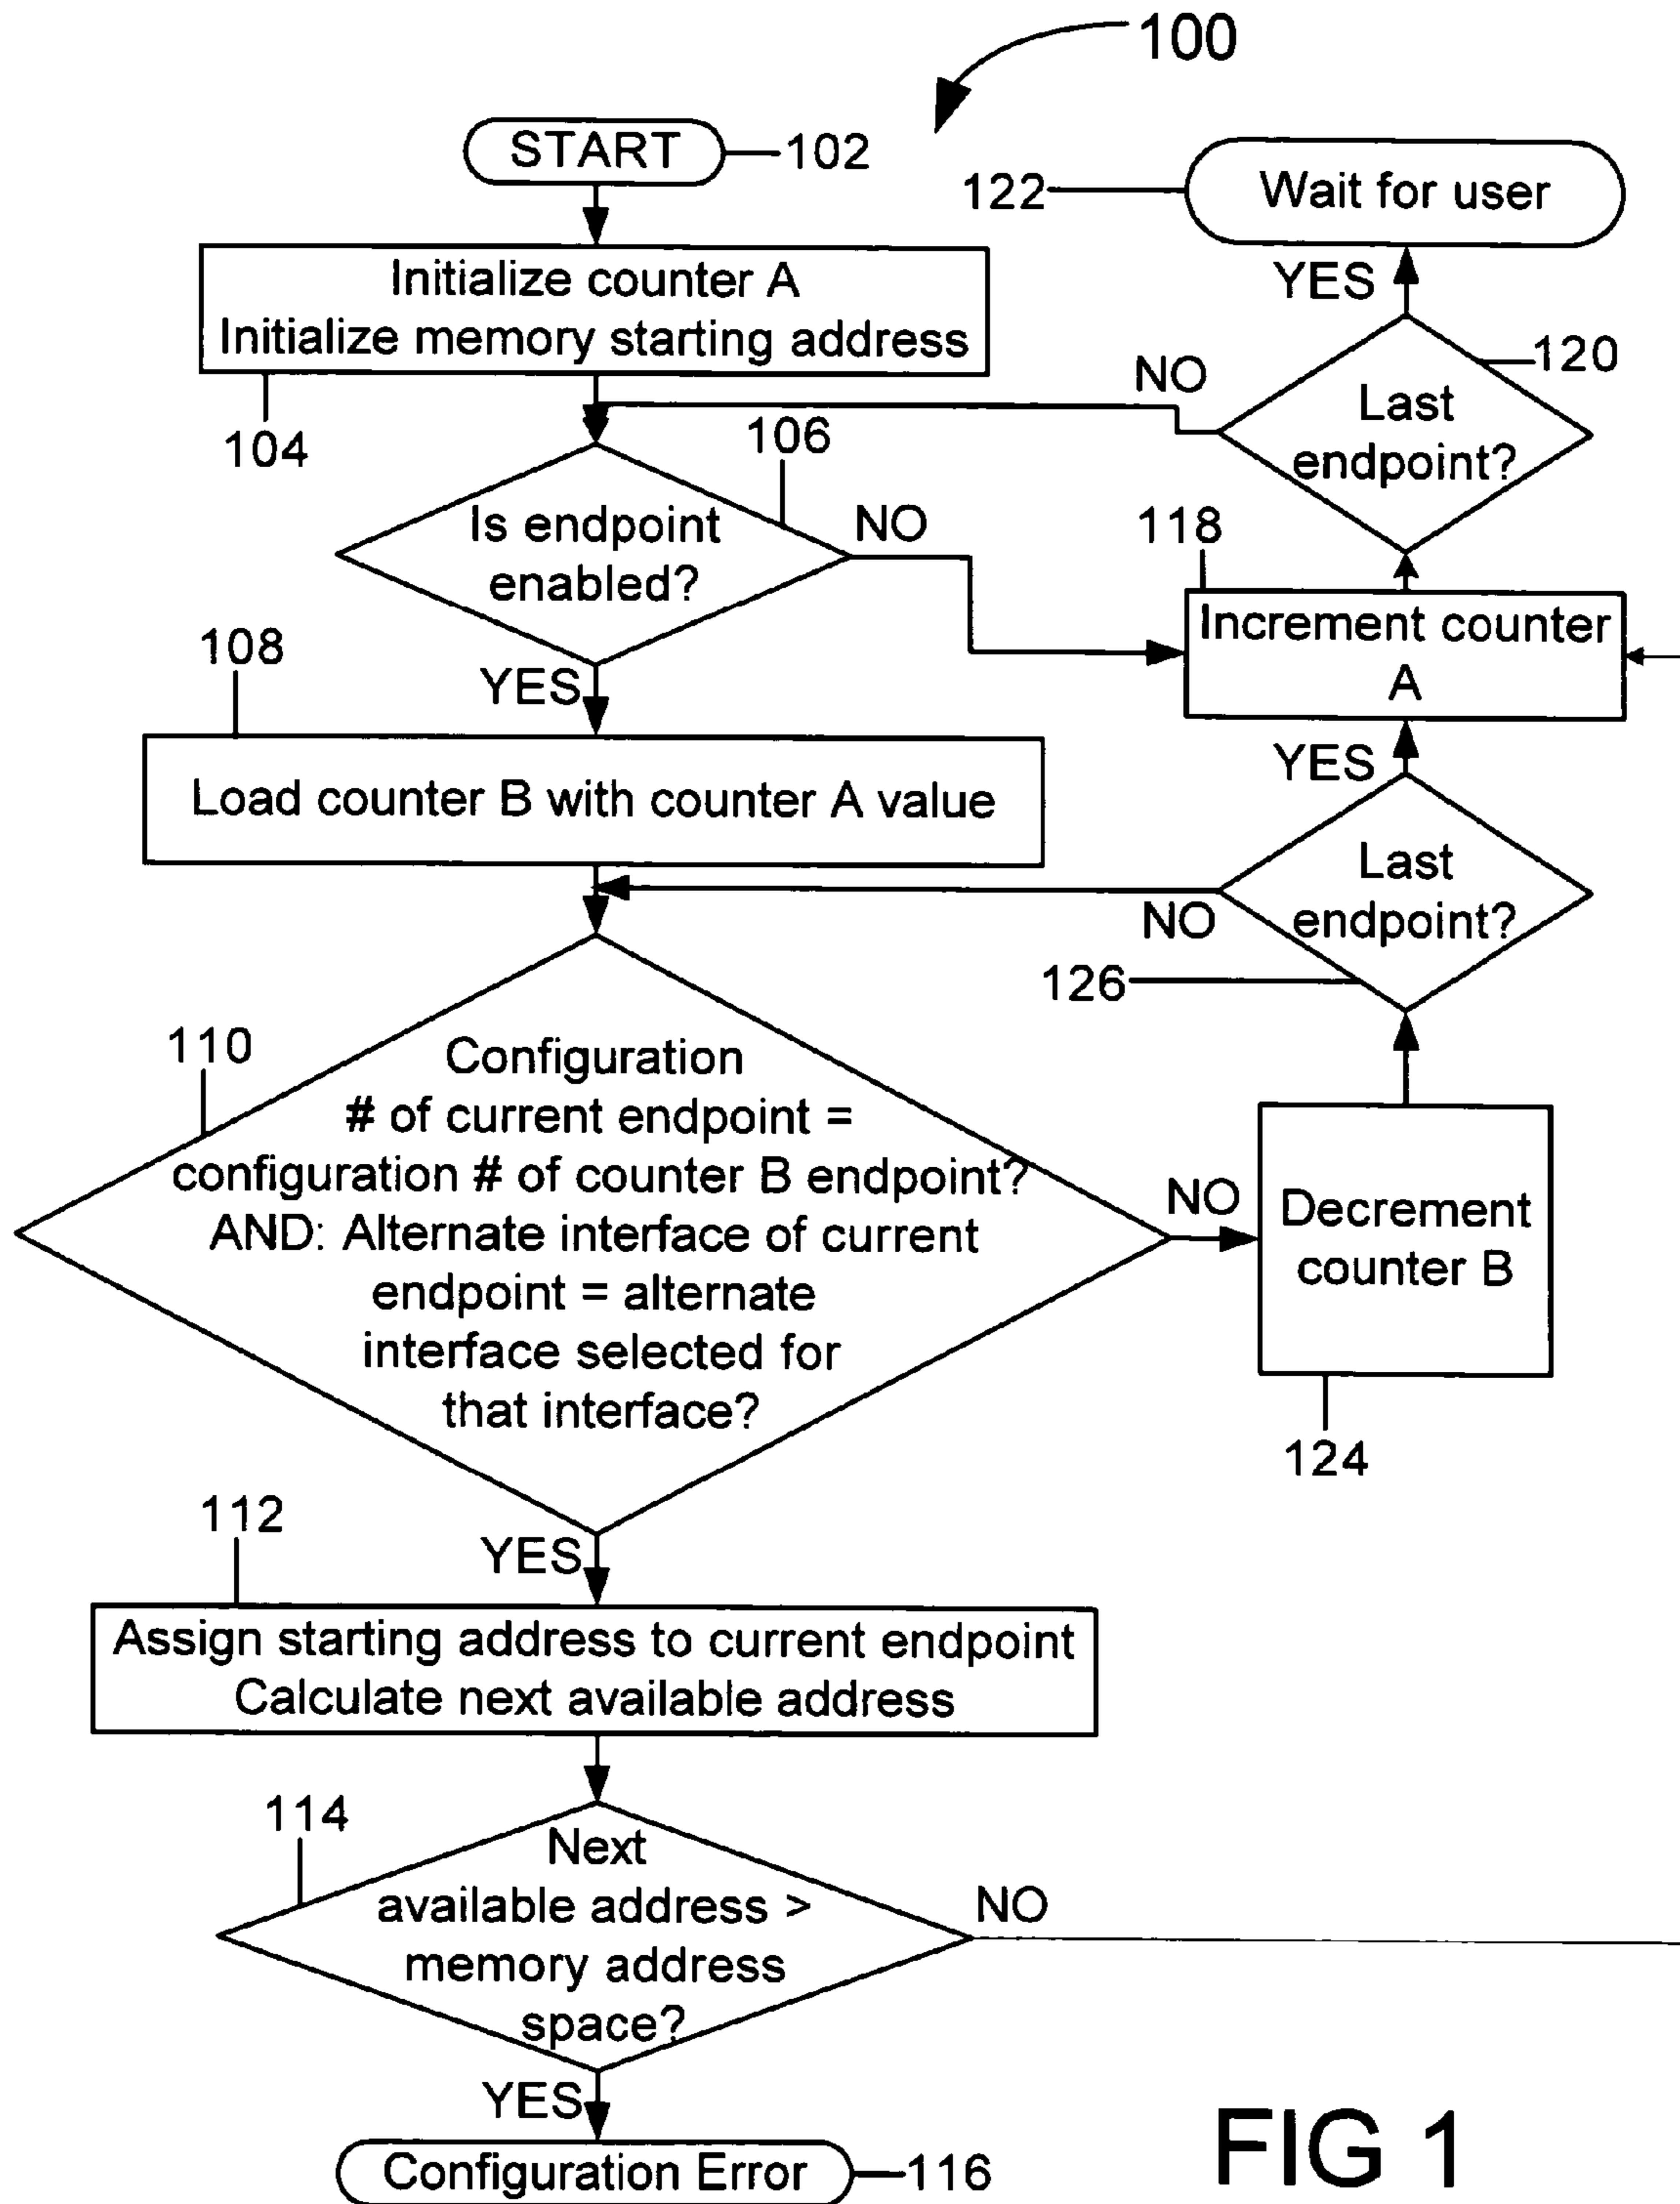 100
START
102
122
Wait for user
Initialize counter A
Initialize memory starting address
104
YES
120
NO
Last
endpoint?
106
Is endpoint
enabled?
NO
118
Increment counter
A
108
YES
Load counter B with counter A value
YES
Last
endpoint?
NO
126
110
Configuration
# of current endpoint =
configuration # of counter B endpoint?
AND: Alternate interface of current
endpoint = alternate
interface selected for
that interface?
NO
Decrement
counter B
124
112
YES
Assign starting address to current endpoint
Calculate next available address
114
Next
available address >
memory address
space?
NO
YES
Configuration Error
116
FIG 1